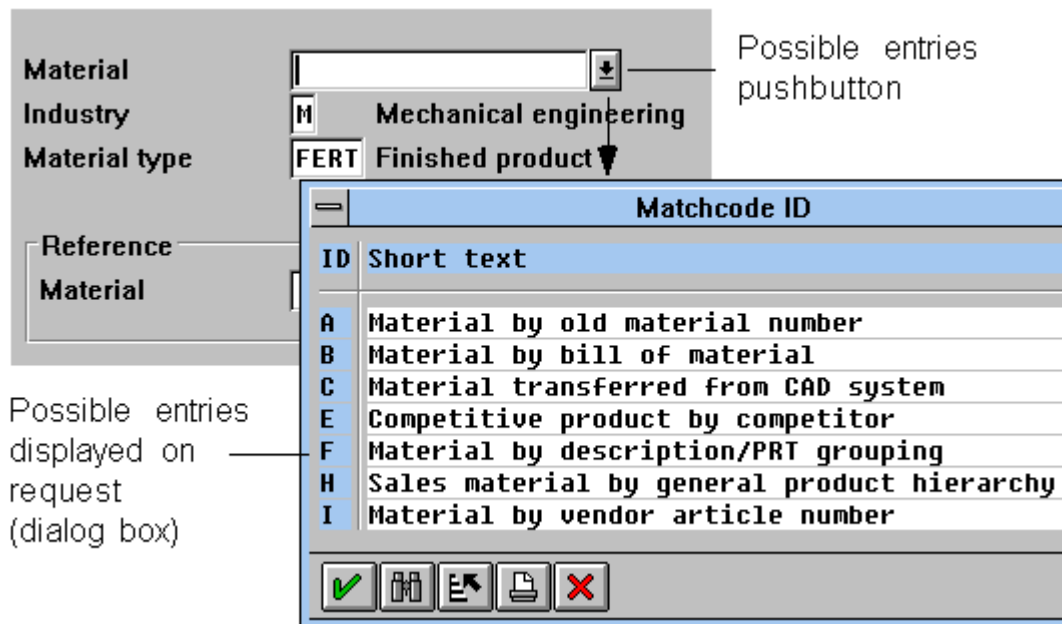 Material
Possible entries
pushbutton
Industry M Mechanical engineering
Material type FERT Finished product
Reference
Material
Matchcode ID
ID Short text
A Material by old material number
B Material by bill of material
C Material transferred from CAD system
E Competitive product by competitor
F Material by description/PRT grouping
H Sales material by general product hierarchy
I Material by vendor article number
Possible entries
displayed on
request
(dialog box)